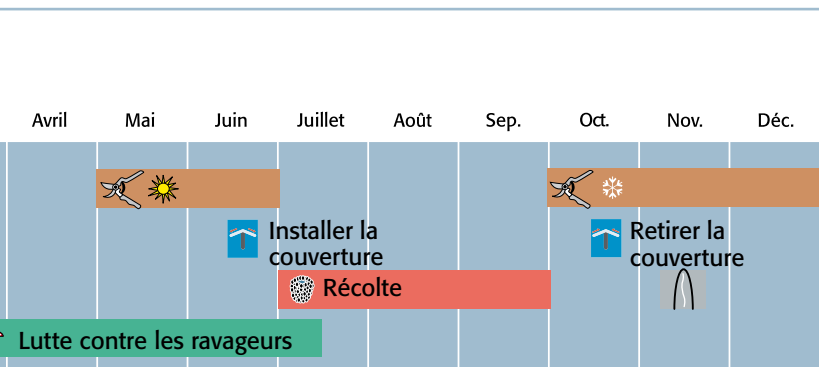 Avril Mai Juin Juillet Août Sep. Oct. Nov. Déc.
Installer la
couverture
Retirer la
couverture
Récolte
Lutte contre les ravageurs